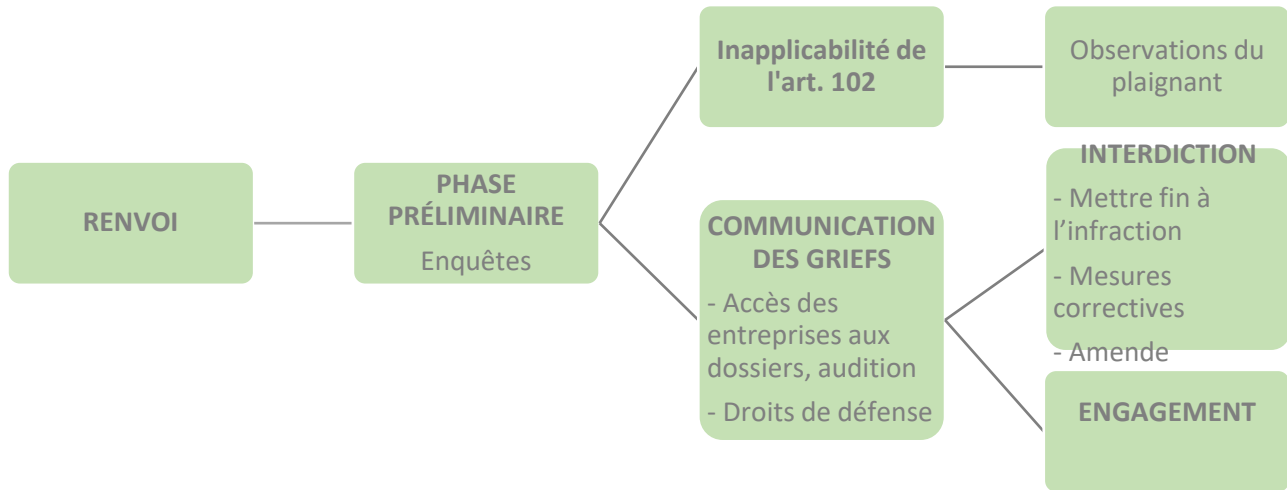 RENVOI
PHASE
PRÉLIMINAIRE
Enquêtes
Inapplicabilité de
l'art. 102
Observations du
plaignant
COMMUNICATION
DES GRIEFS
- Accès des
entreprises aux
dossiers, audition
- Droits de défense
INTERDICTION
- Mettre fin à
l’infraction
- Mesures
correctives
- Amende
ENGAGEMENT